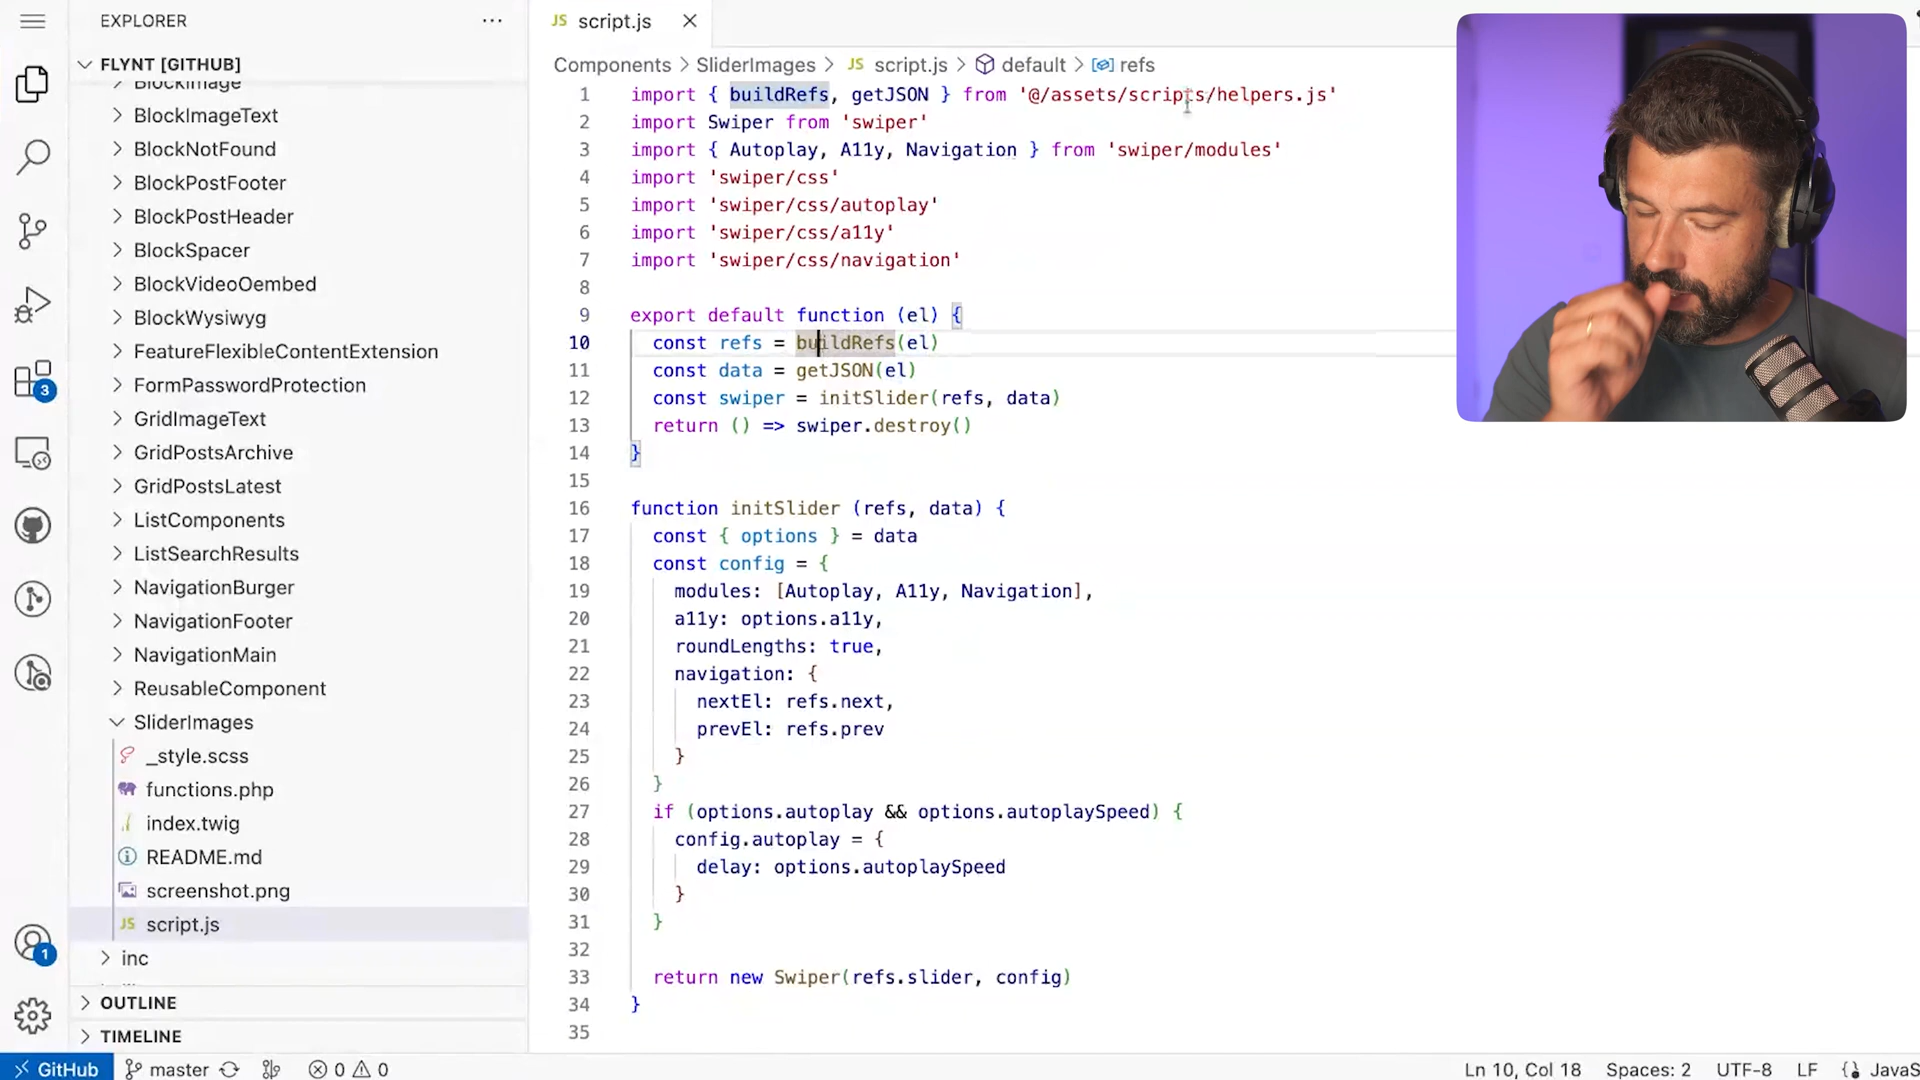 EXPLORER
FLYNT [GITHUB]
BlockImage
BlockImageText
BlockNotFound
BlockPostFooter
BlockPostHeader
BlockSpacer
BlockVideoOembed
BlockWysiwyg
FeatureFlexibleContentExtension
FormPasswordProtection
GridImageText
GridPostsArchive
GridPostsLatest
ListComponents
ListSearchResults
NavigationBurger
NavigationFooter
NavigationMain
ReusableComponent
SliderImages
_style.scss
functions.php
index.twig
README.md
screenshot.png
JS script.js
inc
OUTLINE
TIMELINE
3
1
JS script.js
Components > SliderImages > JS script.js > default > refs
1 import { buildRefs, getJSON } from '@/assets/scripts/helpers.js'
2 import Swiper from 'swiper'
3 import { Autoplay, A11y, Navigation } from 'swiper/modules'
4 import 'swiper/css'
5 import 'swiper/css/autoplay'
6 import 'swiper/css/a11y'
7 import 'swiper/css/navigation'
8
9 export default function (el) {
10 const refs = buildRefs(el)
11 const data = getJSON(el)
12 const swiper = initSlider(refs, data)
13 return () => swiper.destroy()
14 }
15
16 function initSlider (refs, data) {
17 const { options } = data
18 const config = {
19 modules: [Autoplay, A11y, Navigation],
20 a11y: options.a11y,
21 roundLengths: true,
22 navigation: {
23 nextEl: refs.next,
24 prevEl: refs.prev
25 }
26 }
27 if (options.autoplay && options.autoplaySpeed) {
28 config.autoplay = {
29 delay: options.autoplaySpeed
30 }
31 }
32
33 return new Swiper(refs.slider, config)
34 }
35
GitHub master 0 0 Ln 10, Col 18 Spaces: 2 UTF-8 LF JavaS